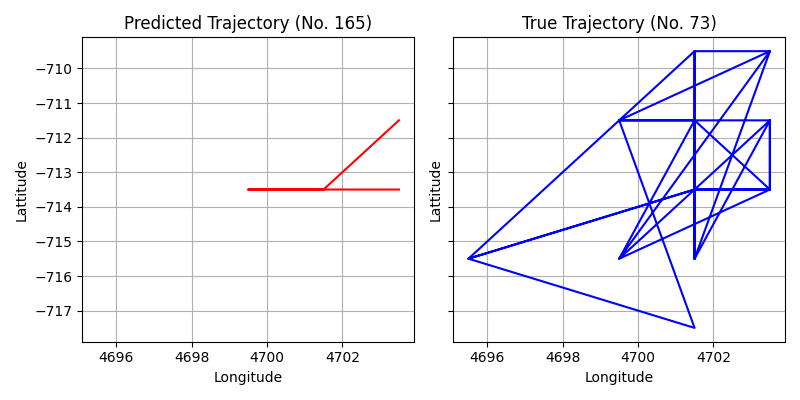 Predicted Trajectory (No. 165)
True Trajectory (No. 73)
Lattitude
−710
−711
−712
−713
−714
−715
−716
−717
4696
4698
4700
4702
Longitude
Lattitude
4696
4698
4700
4702
Longitude